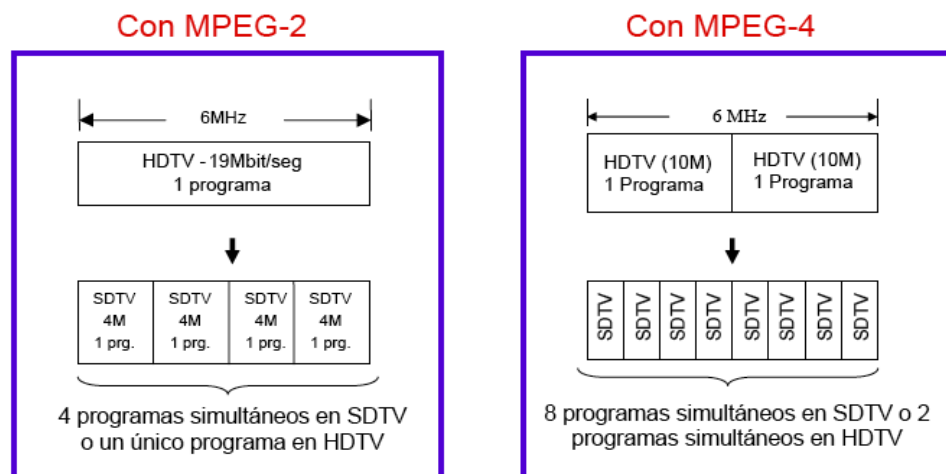 Con MPEG-2
6MHz
HDTV - 19Mbit/seg
1 programa
SDTV
4M
1 prg.
SDTV
4M
1 prg.
SDTV
4M
1 prg.
SDTV
4M
1 prg.
4 programas simultáneos en SDTV
o un único programa en HDTV
Con MPEG-4
6 MHz
HDTV (10M)
1 Programa
HDTV (10M)
1 Programa
SDTV
SDTV
SDTV
SDTV
SDTV
SDTV
SDTV
SDTV
8 programas simultáneos en SDTV o 2
programas simultáneos en HDTV